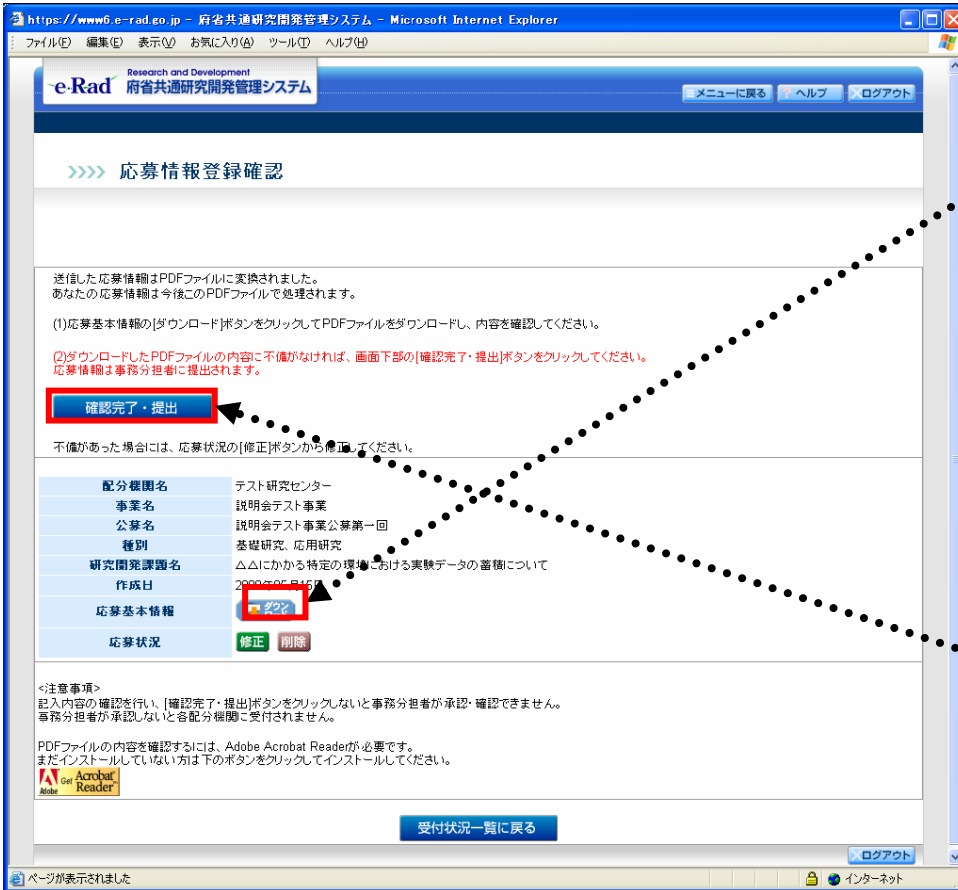 https://www6.e-rad.go.jp - 府省共通研究開発管理システム - Microsoft Internet Explorer
ファイル(F) 編集(E) 表示(V) お気に入り(A) ツール(T) ヘルプ(H)
e-Rad Research and Development 府省共通研究開発管理システム
メニューに戻る ? ヘルプ ログアウト
>>>> 応募情報登録確認
送信した応募情報はPDFファイルに変換されました。
あなたの応募情報は今後このPDFファイルで処理されます。
(1)応募基本情報の[ダウンロード]ボタンをクリックしてPDFファイルをダウンロードし、内容を確認してください。
(2)ダウンロードしたPDFファイルの内容に不備がなければ、画面下部の[確認完了・提出]ボタンをクリックしてください。
応募情報は事務分担者に提出されます。
確認完了・提出
不備があった場合には、応募状況の[修正]ボタンから修正してください。
配分機関名 テスト研究センター
事業名 説明会テスト事業
公募名 説明会テスト事業公募第一回
種別 基礎研究、応用研究
研究開発課題名 △△にかかる特定の環境における実験データの蓄積について
作成日
応募基本情報 ダウン
応募状況 修正 削除
<注意事項>
記入内容の確認を行い、[確認完了・提出]ボタンをクリックしないと事務分担者が承認・確認できません。
事務分担者が承認しないと各配分機関に受付されません。
PDFファイルの内容を確認するには、Adobe Acrobat Readerが必要です。
まだインストールしていない方は下のボタンをクリックしてインストールしてください。
Adobe Get Acrobat Reader
受付状況一覧に戻る
ログアウト
ページが表示されました インターネット